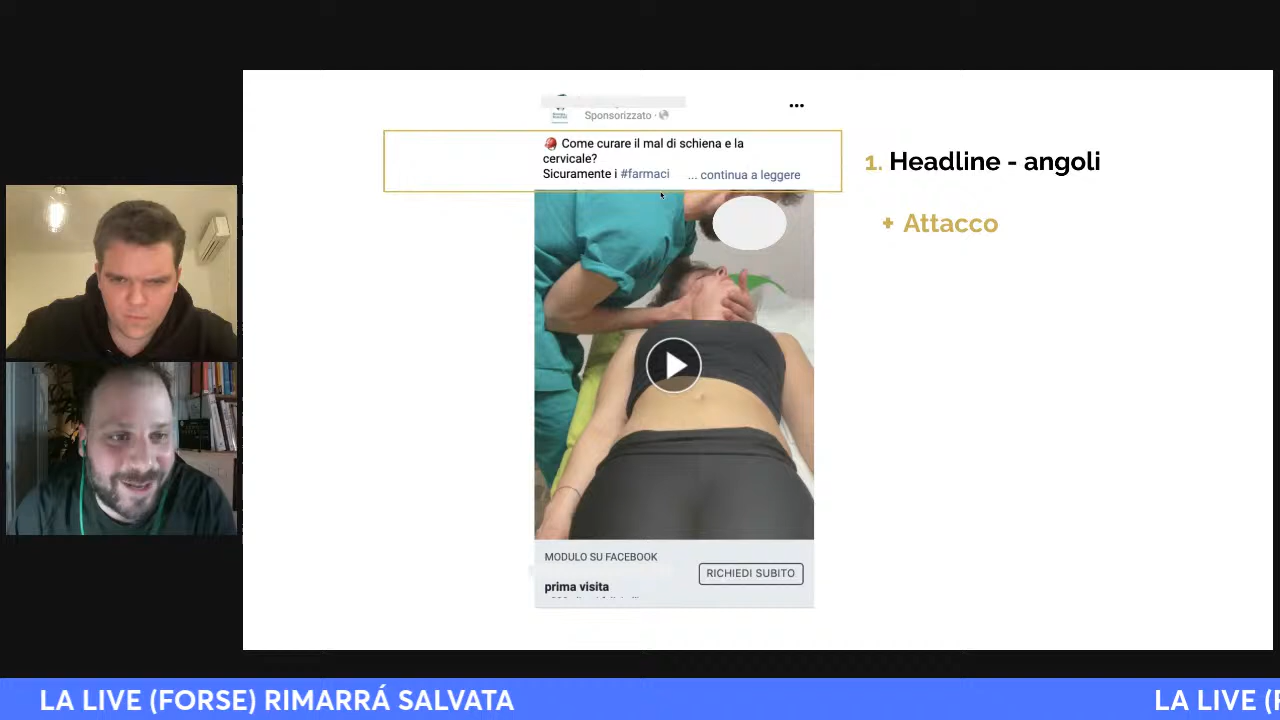 Sponsorizzato ·
Come curare il mal di schiena e la
cervicale?
Sicuramente i #farmaci ... continua a leggere
1. Headline - angoli
+ Attacco
MODULO SU FACEBOOK
RICHIEDI SUBITO
prima visita
LA LIVE (FORSE) RIMARRÁ SALVATA
LA LIVE (F